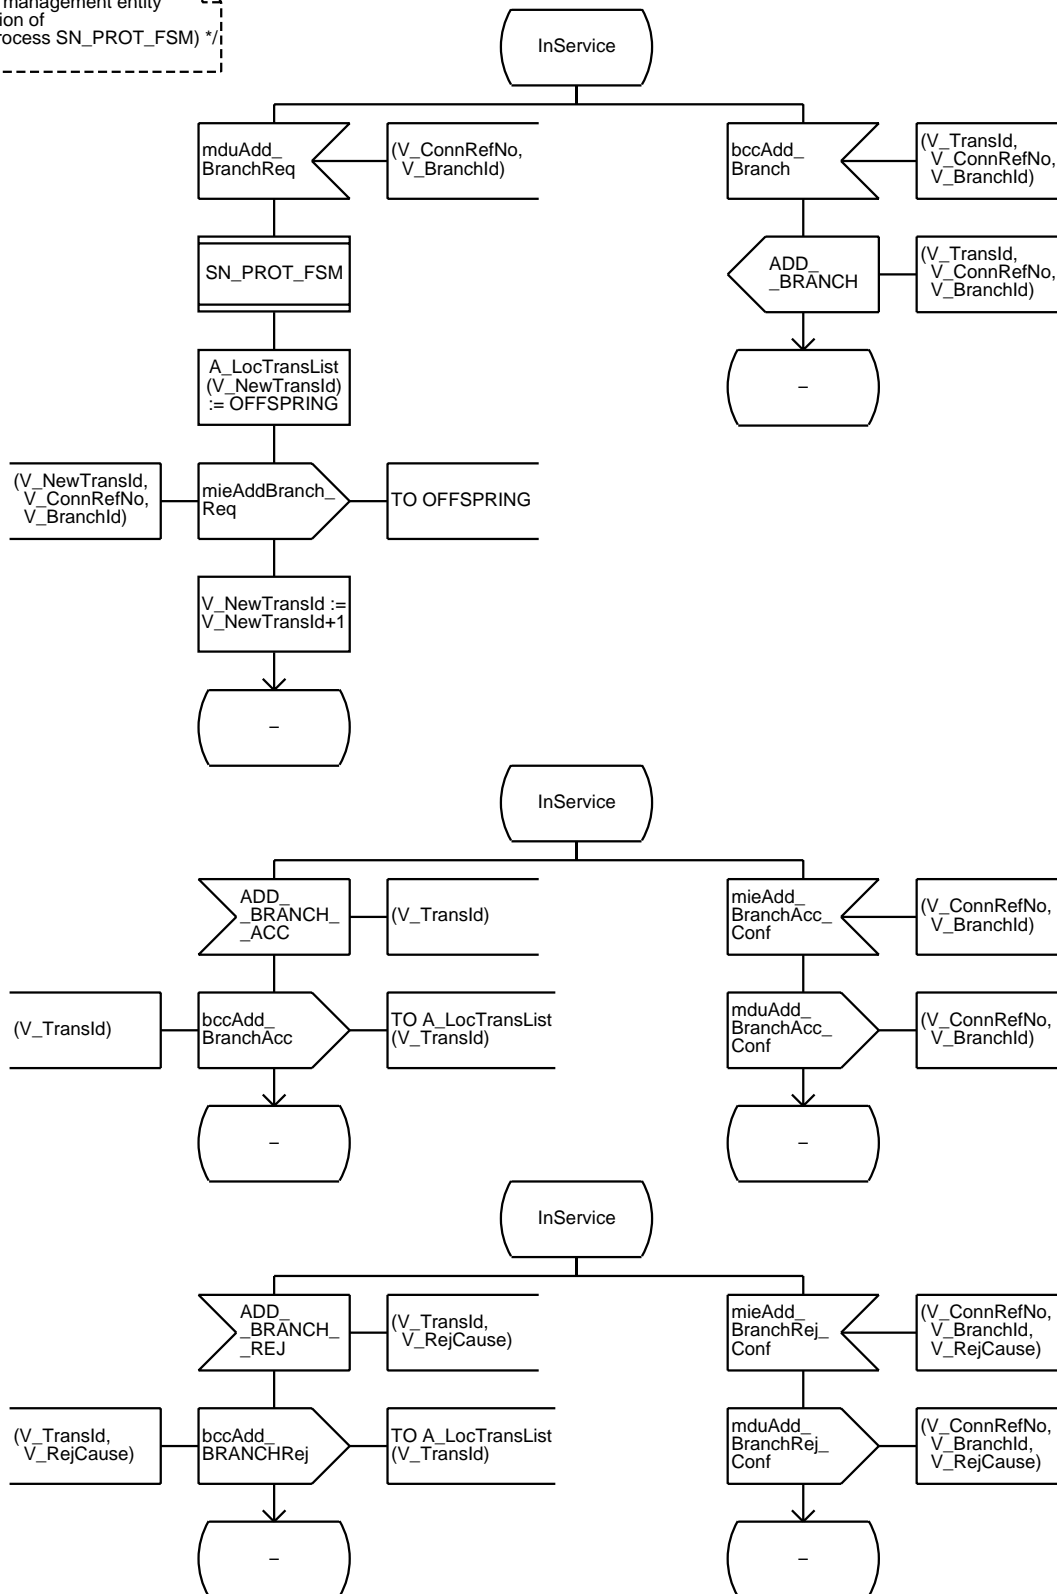 management entity
ion of
rocess SN_PROT_FSM) */
InService
mduAdd_
BranchReq
(V_ConnRefNo,
V_BranchId)
bccAdd_
Branch
(V_TransId,
V_ConnRefNo,
V_BranchId)
SN_PROT_FSM
ADD_
_BRANCH
(V_TransId,
V_ConnRefNo,
V_BranchId)
A_LocTransList
(V_NewTransId)
:= OFFSPRING
–
(V_NewTransId,
V_ConnRefNo,
V_BranchId)
mieAddBranch_
Req
TO OFFSPRING
V_NewTransId :=
V_NewTransId+1
–
InService
ADD_
_BRANCH_
_ACC
(V_TransId)
mieAdd_
BranchAcc_
Conf
(V_ConnRefNo,
V_BranchId)
(V_TransId)
bccAdd_
BranchAcc
TO A_LocTransList
(V_TransId)
mduAdd_
BranchAcc_
Conf
(V_ConnRefNo,
V_BranchId)
–
–
InService
ADD_
_BRANCH_
_REJ
(V_TransId,
V_RejCause)
mieAdd_
BranchRej_
Conf
(V_ConnRefNo,
V_BranchId,
V_RejCause)
(V_TransId,
V_RejCause)
bccAdd_
BRANCHRej
TO A_LocTransList
(V_TransId)
mduAdd_
BranchRej_
Conf
(V_ConnRefNo,
V_BranchId,
V_RejCause)
–
–